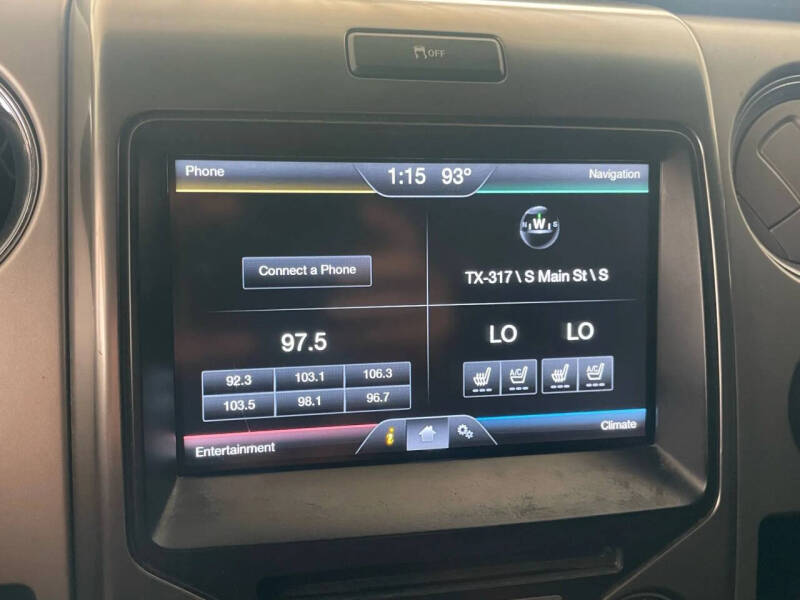 OFF
Phone
1:15 93°
Navigation
N W S
Connect a Phone
TX-317 \ S Main St \ S
97.5
LO LO
92.3 103.1 106.3
103.5 98.1 96.7
A/C A/C
i
Entertainment
Climate